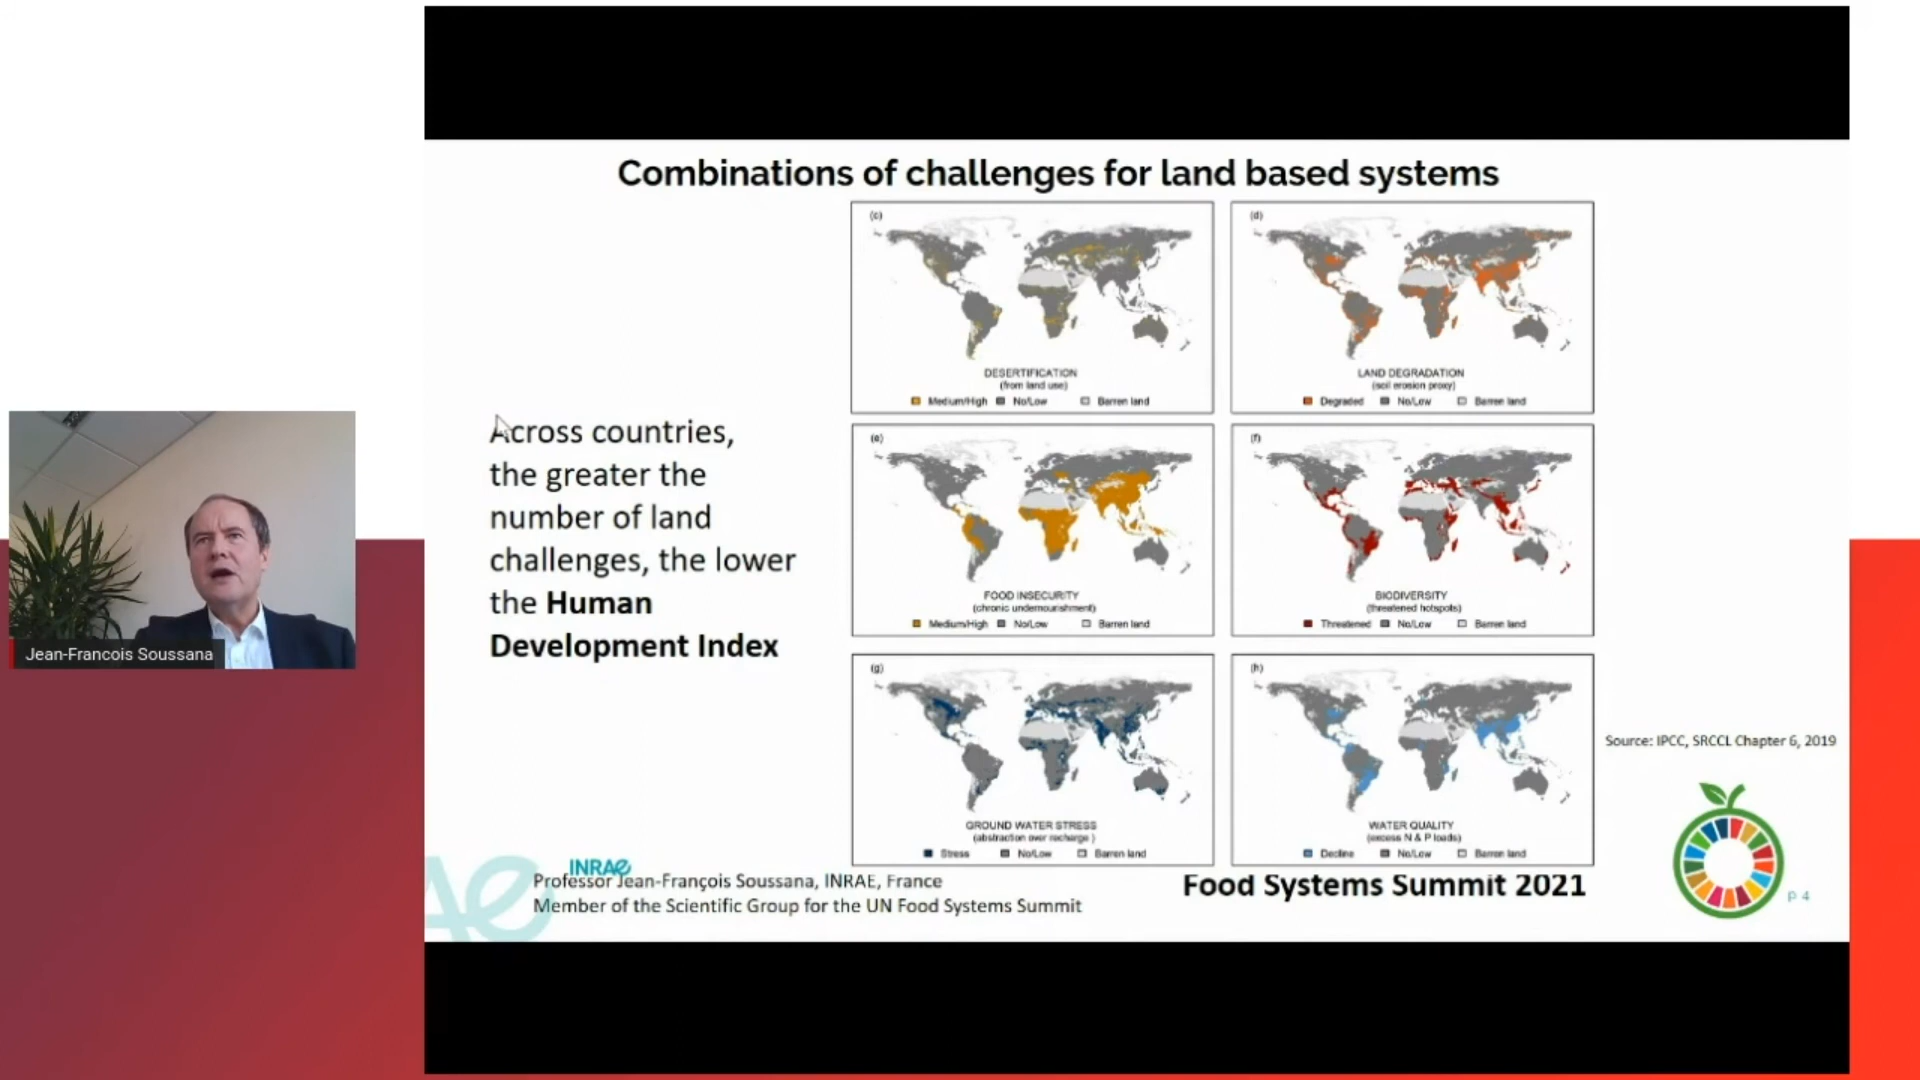 Combinations of challenges for land based systems
Across countries,
the greater the
number of land
challenges, the lower
the Human
Development Index
(c)
DESERTIFICATION
(from land use)
Medium/High No/Low Barren land
(d)
LAND DEGRADATION
(soil erosion proxy)
Degraded No/Low Barren land
(e)
FOOD INSECURITY
(chronic undernourishment)
Medium/High No/Low Barren land
(f)
BIODIVERSITY
(threatened hotspots)
Threatened No/Low Barren land
(g)
GROUND WATER STRESS
(abstraction over recharge )
Stress No/Low Barren land
(h)
WATER QUALITY
(excess N & P loads)
Decline No/Low Barren land
Source: IPCC, SRCCL Chapter 6, 2019
INRAE
Professor Jean-François Soussana, INRAE, France
Member of the Scientific Group for the UN Food Systems Summit
Food Systems Summit 2021
P 4
Jean-Francois Soussana